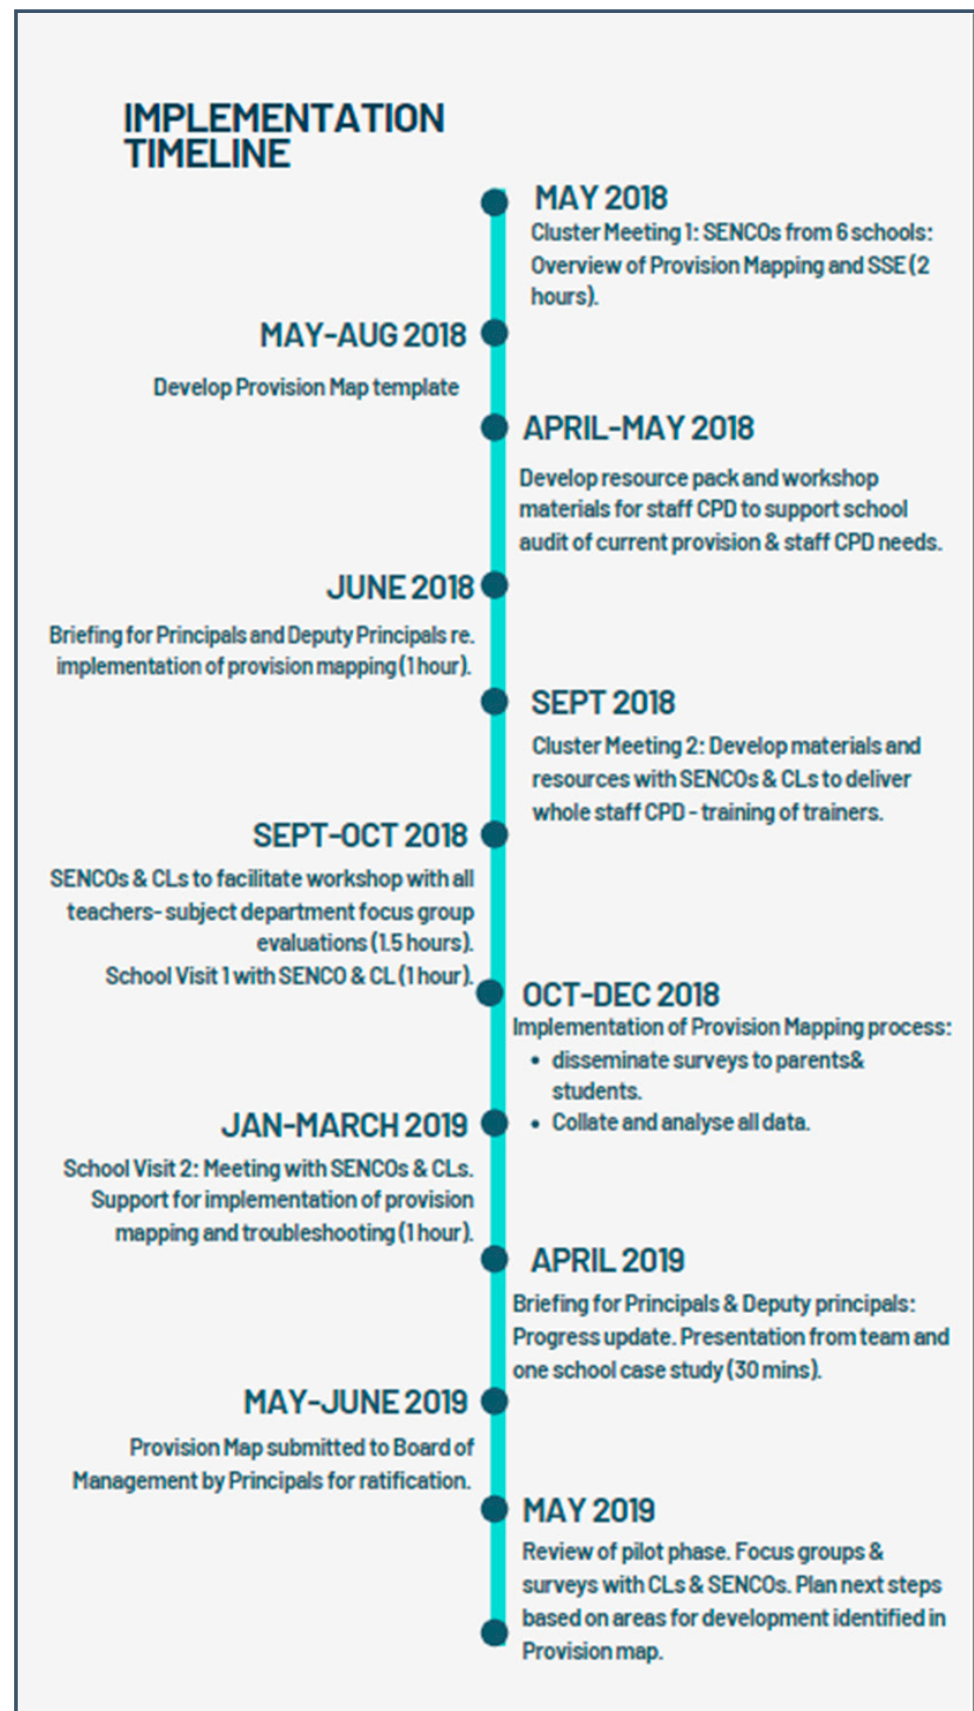 IMPLEMENTATION
TIMELINE
MAY 2018
Cluster Meeting 1: SENCOs from 6 schools:
Overview of Provision Mapping and SSE (2
hours).
MAY-AUG 2018
Develop Provision Map template
APRIL-MAY 2018
Develop resource pack and workshop
materials for staff CPD to support school
audit of current provision & staff CPD needs.
JUNE 2018
Briefing for Principals and Deputy Principals re.
implementation of provision mapping (1 hour).
SEPT 2018
Cluster Meeting 2: Develop materials and
resources with SENCOs & CLs to deliver
whole staff CPD - training of trainers.
SEPT-OCT 2018
SENCOs & CLs to facilitate workshop with all
teachers- subject department focus group
evaluations (1.5 hours).
School Visit 1 with SENCO & CL (1 hour).
OCT-DEC 2018
Implementation of Provision Mapping process:
• disseminate surveys to parents&
students.
• Collate and analyse all data.
JAN-MARCH 2019
School Visit 2: Meeting with SENCOs & CLs.
Support for implementation of provision
mapping and troubleshooting (1 hour).
APRIL 2019
Briefing for Principals & Deputy principals:
Progress update. Presentation from team and
one school case study (30 mins).
MAY-JUNE 2019
Provision Map submitted to Board of
Management by Principals for ratification.
MAY 2019
Review of pilot phase. Focus groups &
surveys with CLs & SENCOs. Plan next steps
based on areas for development identified in
Provision map.